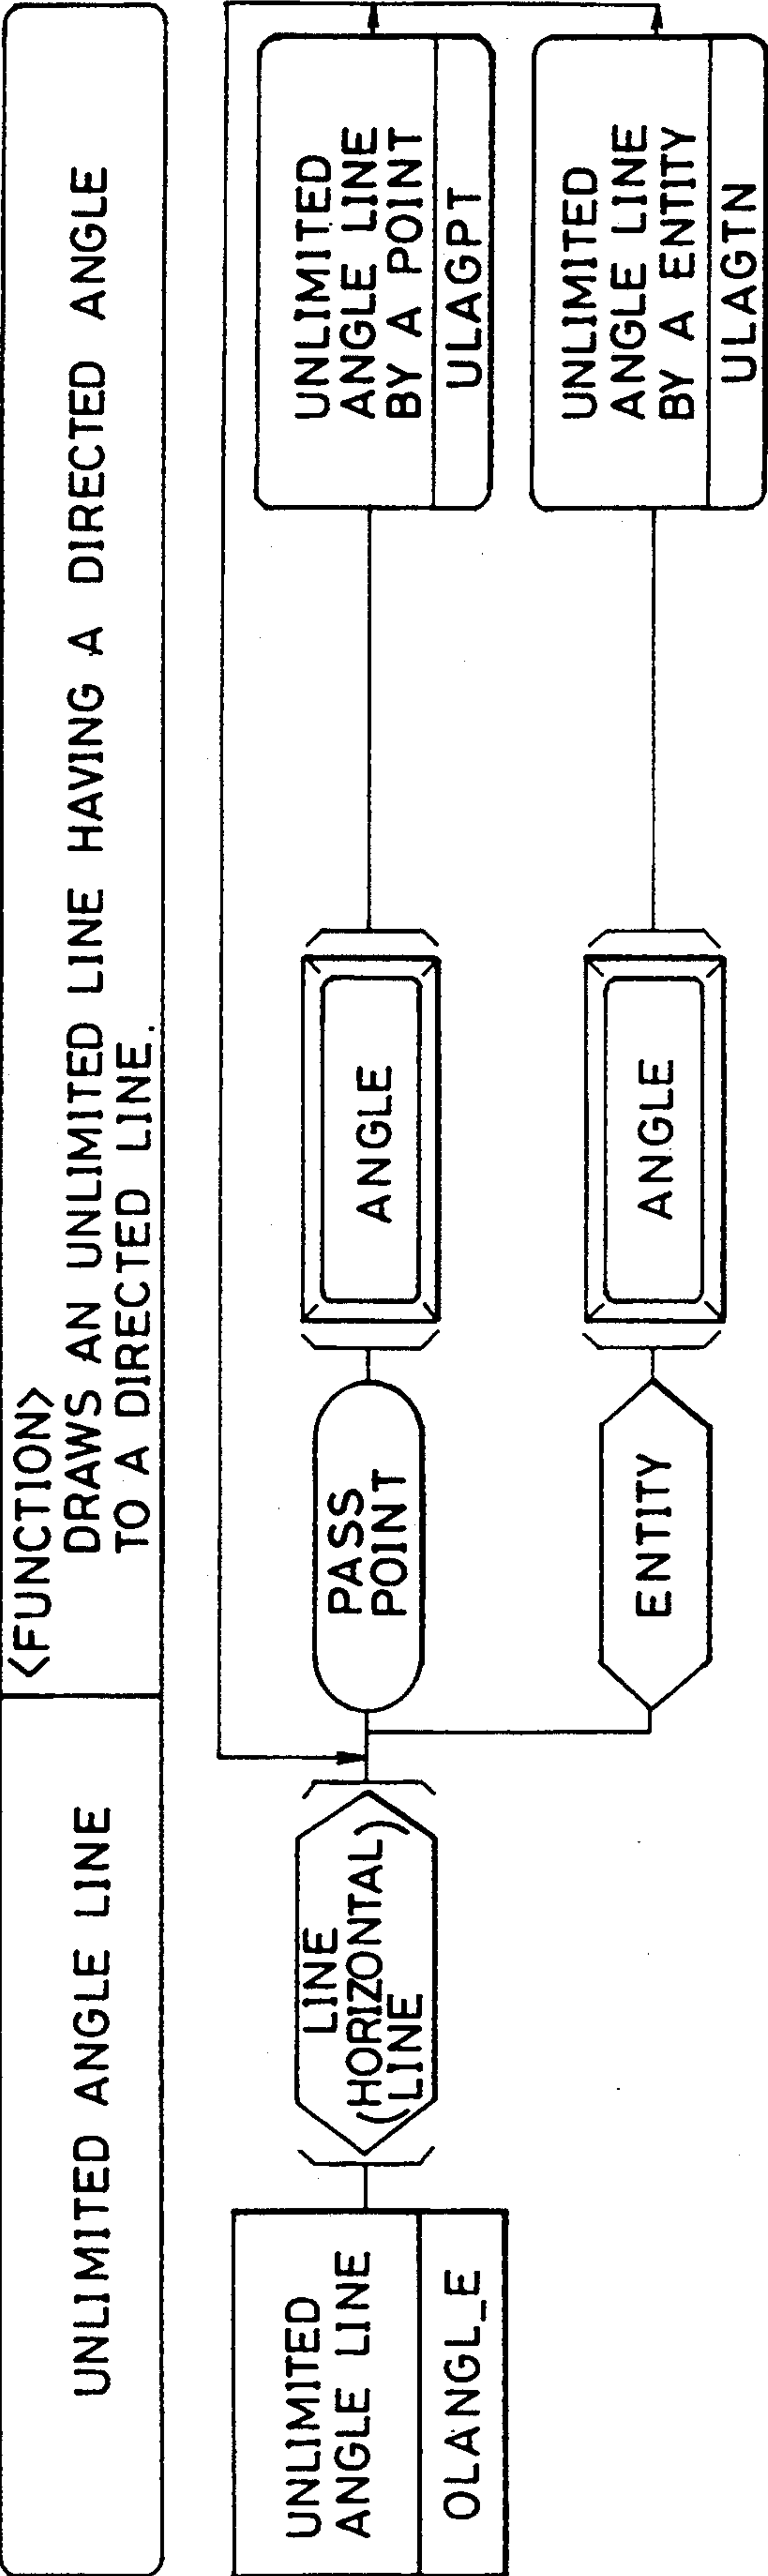 UNLIMITED ANGLE LINE
<FUNCTION>
DRAWS AN UNLIMITED LINE HAVING A DIRECTED ANGLE
TO A DIRECTED LINE.
UNLIMITED
ANGLE LINE
OLANGL_E
LINE
(HORIZONTAL)
(LINE )
PASS
POINT
ANGLE
UNLIMITED
ANGLE LINE
BY A POINT
ULAGPT
ENTITY
ANGLE
UNLIMITED
ANGLE LINE
BY A ENTITY
ULAGTN